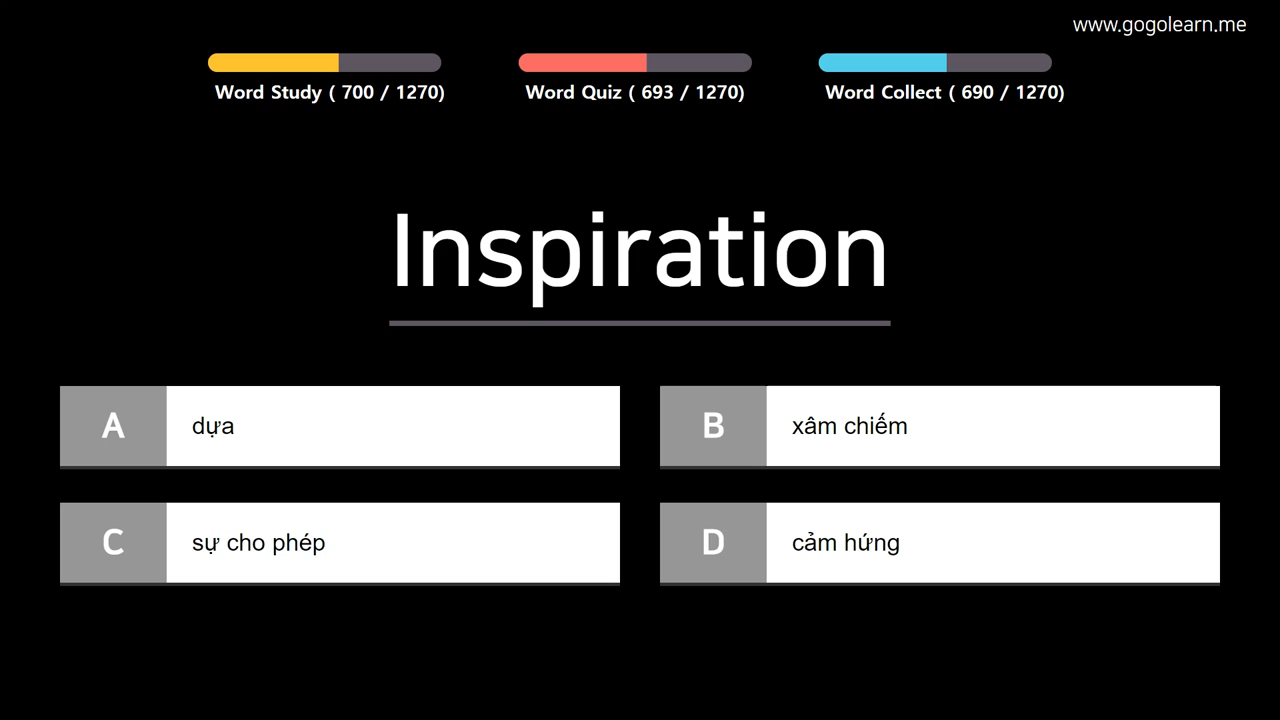 www.gogolearn.me
Word Study ( 700 / 1270)
Word Quiz ( 693 / 1270)
Word Collect ( 690 / 1270)
Inspiration
A dựa
B xâm chiếm
C sự cho phép
D cảm hứng